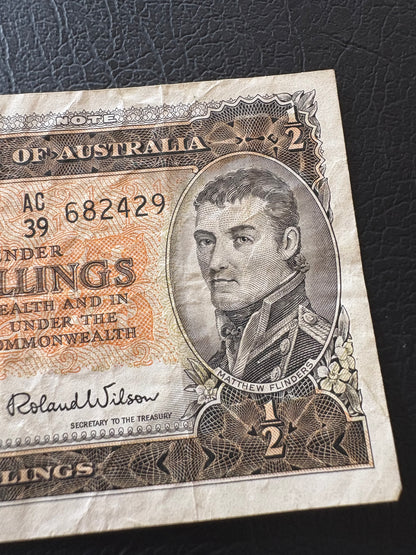 NOTE
OF AUSTRALIA
1/2
AC
39 682429
UNDER
LLINGS
EALTH AND IN
UNDER THE
COMMONWEALTH
MATTHEW FLINDERS
Roland Wilson
SECRETARY TO THE TREASURY
1/2
LLINGS